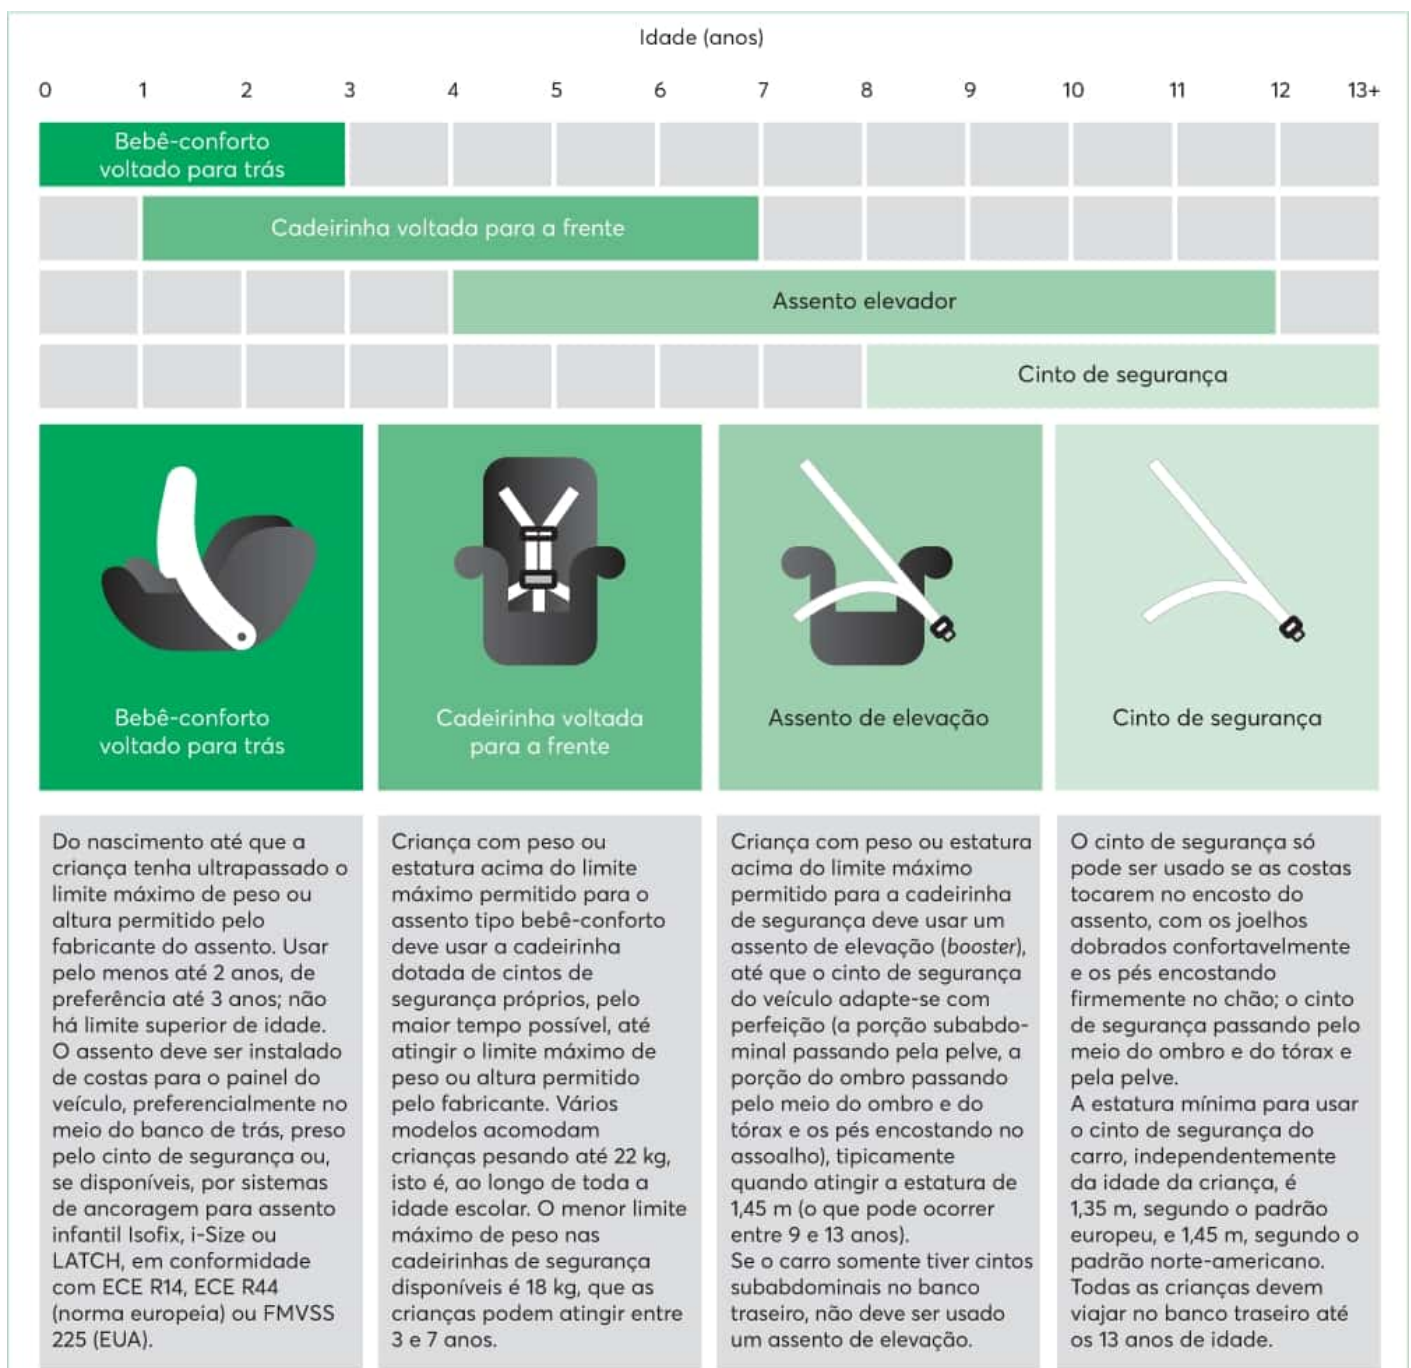 Idade (anos)
0 1 2 3 4 5 6 7 8 9 10 11 12 13+
Bebê-conforto
voltado para trás
Cadeirinha voltada para a frente
Assento elevador
Cinto de segurança
Bebê-conforto
voltado para trás
Cadeirinha voltada
para a frente
Assento de elevação
Cinto de segurança
Do nascimento até que a
criança tenha ultrapassado o
limite máximo de peso ou
altura permitido pelo
fabricante do assento. Usar
pelo menos até 2 anos, de
preferência até 3 anos; não
há limite superior de idade.
O assento deve ser instalado
de costas para o painel do
veículo, preferencialmente no
meio do banco de trás, preso
pelo cinto de segurança ou,
se disponíveis, por sistemas
de ancoragem para assento
infantil Isofix, i-Size ou
LATCH, em conformidade
com ECE R14, ECE R44
(norma europeia) ou FMVSS
225 (EUA).
Criança com peso ou
estatura acima do limite
máximo permitido para o
assento tipo bebê-conforto
deve usar a cadeirinha
dotada de cintos de
segurança próprios, pelo
maior tempo possível, até
atingir o limite máximo de
peso ou altura permitido
pelo fabricante. Vários
modelos acomodam
crianças pesando até 22 kg,
isto é, ao longo de toda a
idade escolar. O menor limite
máximo de peso nas
cadeirinhas de segurança
disponíveis é 18 kg, que as
crianças podem atingir entre
3 e 7 anos.
Criança com peso ou estatura
acima do limite máximo
permitido para a cadeirinha
de segurança deve usar um
assento de elevação (booster),
até que o cinto de segurança
do veículo adapte-se com
perfeição (a porção subabdo-
minal passando pela pelve, a
porção do ombro passando
pelo meio do ombro e do
tórax e os pés encostando no
assoalho), tipicamente
quando atingir a estatura de
1,45 m (o que pode ocorrer
entre 9 e 13 anos).
Se o carro somente tiver cintos
subabdominais no banco
traseiro, não deve ser usado
um assento de elevação.
O cinto de segurança só
pode ser usado se as costas
tocarem no encosto do
assento, com os joelhos
dobrados confortavelmente
e os pés encostando
firmemente no chão; o cinto
de segurança passando pelo
meio do ombro e do tórax e
pela pelve.
A estatura mínima para usar
o cinto de segurança do
carro, independentemente
da idade da criança, é
1,35 m, segundo o padrão
europeu, e 1,45 m, segundo o
padrão norte-americano.
Todas as crianças devem
viajar no banco traseiro até
os 13 anos de idade.